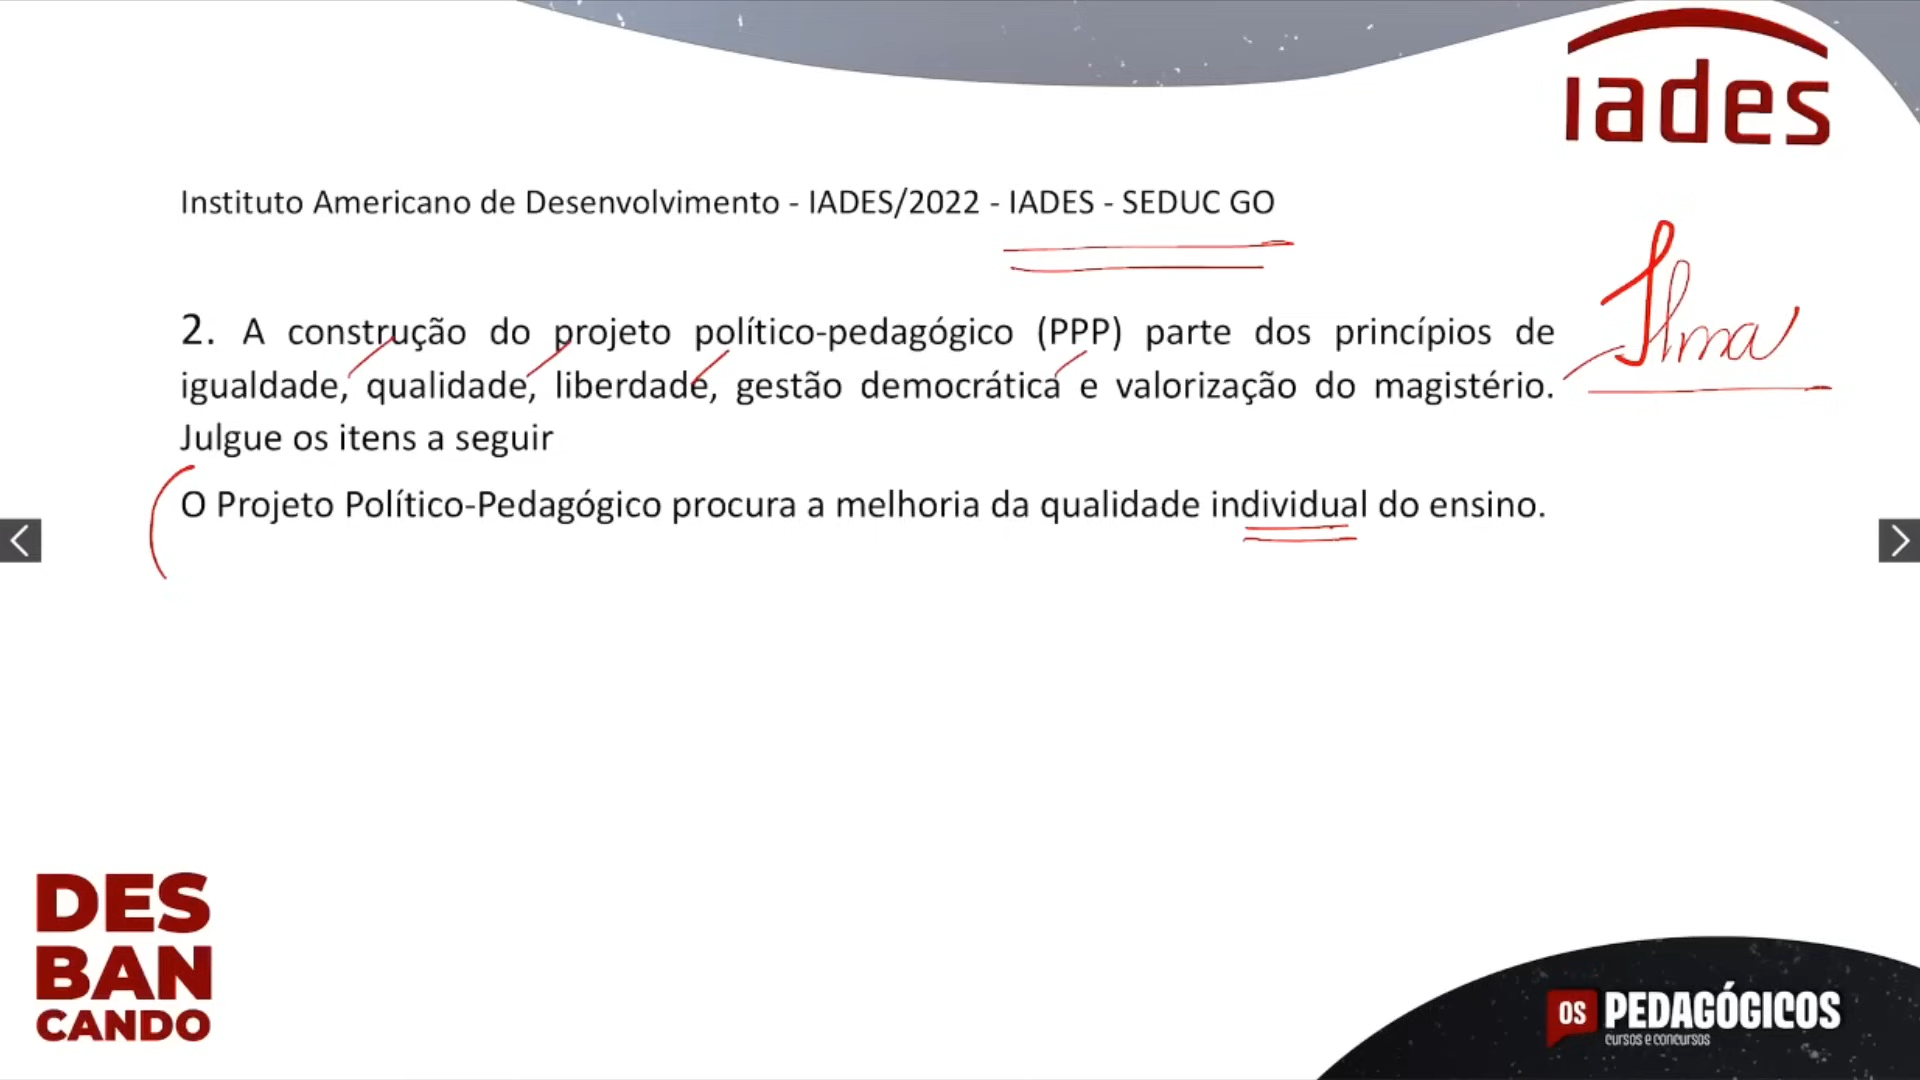 iades
Instituto Americano de Desenvolvimento - IADES/2022 - IADES - SEDUC GO
2. A construção do projeto político-pedagógico (PPP) parte dos princípios de
igualdade, qualidade, liberdade, gestão democrática e valorização do magistério.
Ilma
Julgue os itens a seguir
O Projeto Político-Pedagógico procura a melhoria da qualidade individual do ensino.
DES
BAN
CANDO
OS PEDAGÓGICOS
cursos e concursos